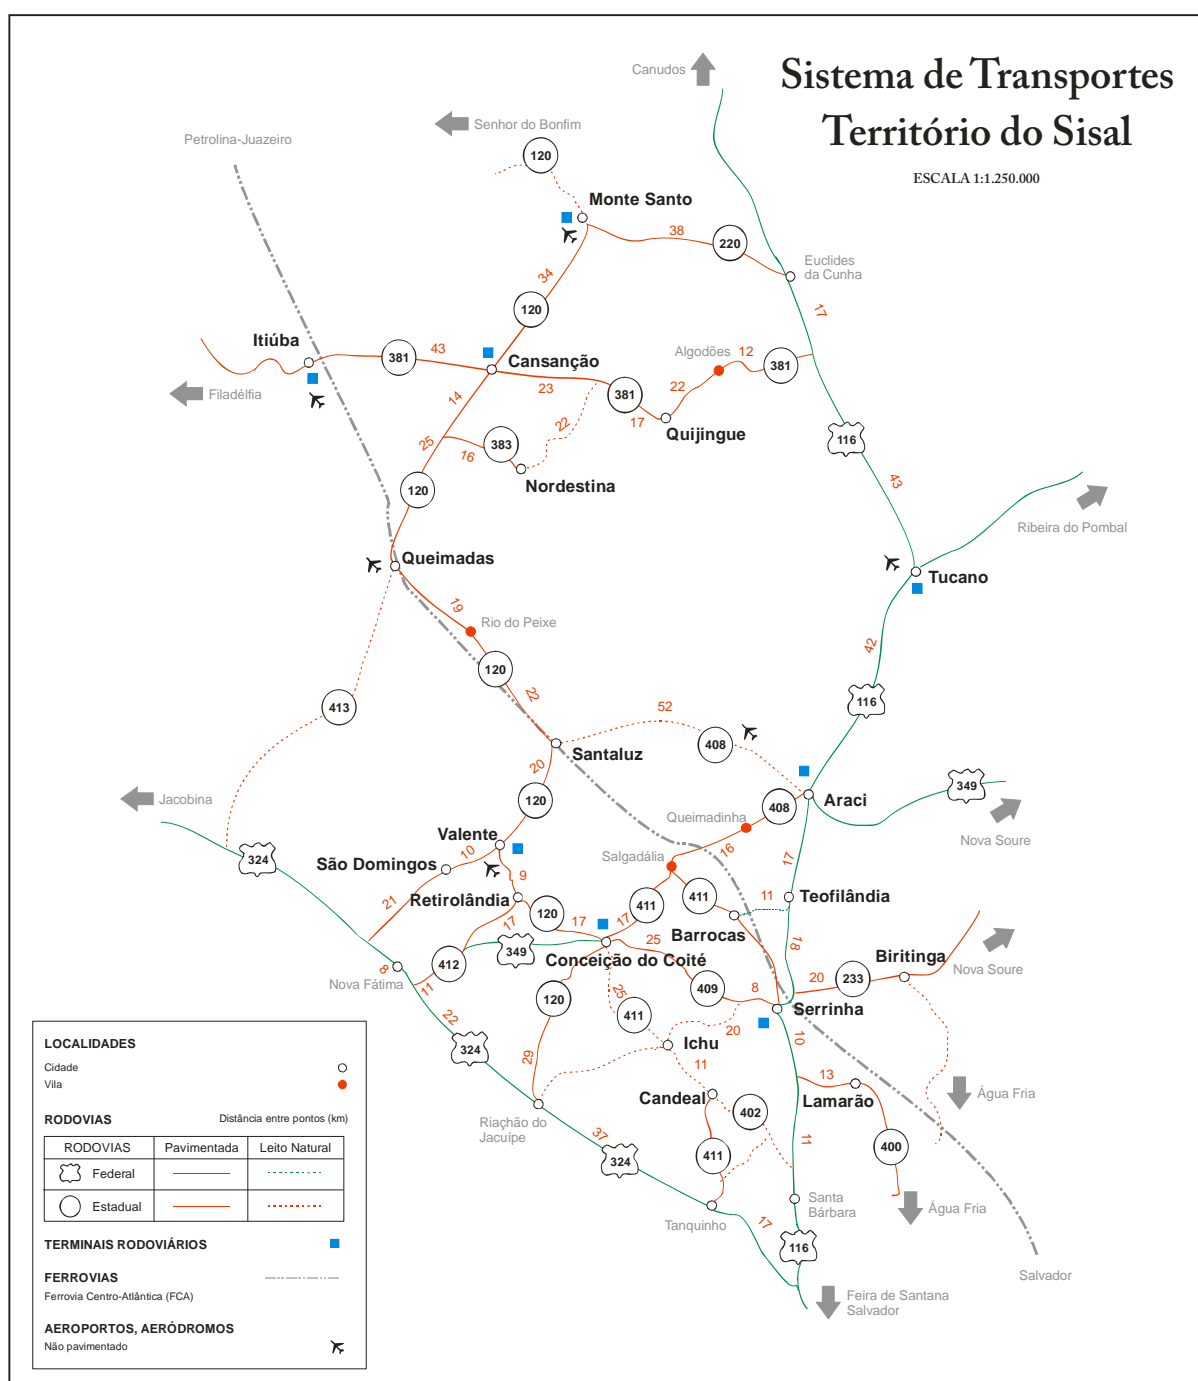 Sistema de Transportes
Território do Sisal
ESCALA 1:1.250.000
Canudos
Senhor do Bonfim
Petrolina-Juazeiro
120
Monte Santo
38
220
Euclides
da Cunha
34
120
17
Itiúba
43
381
Cansanção
Algodões
12
381
Filadélfia
14
23
381
22
17
Quijingue
22
116
25
16
383
Nordestina
43
120
Ribeira do Pombal
Queimadas
Tucano
19
Rio do Peixe
42
120
22
116
413
52
408
Santaluz
20
349
Jacobina
120
408
Araci
Queimadinha
Nova Soure
324
Valente
16
17
São Domingos
10
Salgadália
9
Retirolândia
21
411
411
11
Teofilândia
120
17
17
17
Barrocas
18
349
25
412
Conceição do Coité
Biritinga
8
Nova Fátima
11
20
233
Nova Soure
409
8
120
25
411
Serrinha
22
20
10
324
29
Ichu
11
13
Lamarão
Candeal
402
Água Fria
Riachão do
Jacuípe
37
324
411
11
400
Santa
Bárbara
Tanquinho
17
Água Fria
116
Salvador
Feira de Santana
Salvador
LOCALIDADES
Cidade
Vila
RODOVIAS
Distância entre pontos (km)
RODOVIAS Pavimentada Leito Natural
Federal
Estadual
TERMINAIS RODOVIÁRIOS
FERROVIAS
Ferrovia Centro-Atlântica (FCA)
AEROPORTOS, AERÓDROMOS
Não pavimentado